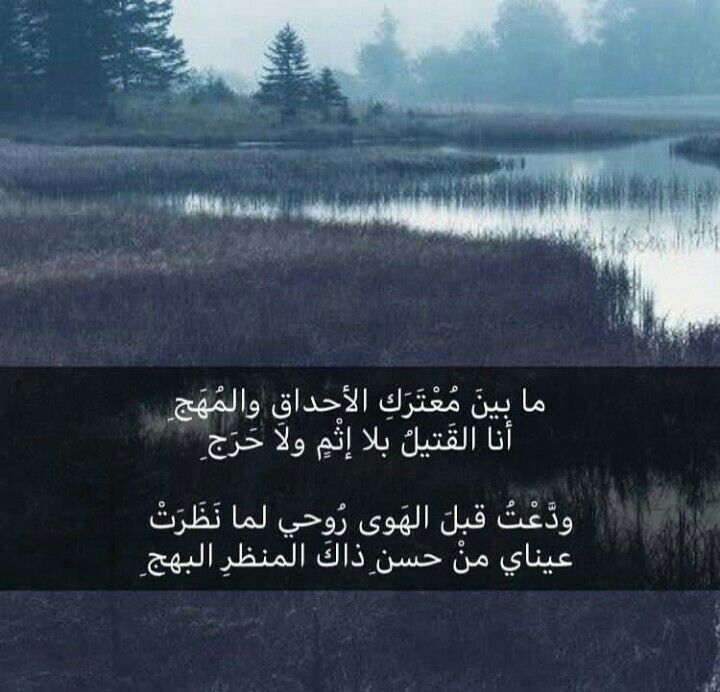 ما بينَ مُعْتَرَكِ الأحداقِ والمُهَجِ
أنا القَتيلُ بلا إثْمٍ ولا حَرَجِ
ودَّعْتُ قبلَ الهَوى رُوحي لما نَظَرَتْ
عينايَ منْ حسنِ ذاكَ المنظرِ البهجِ